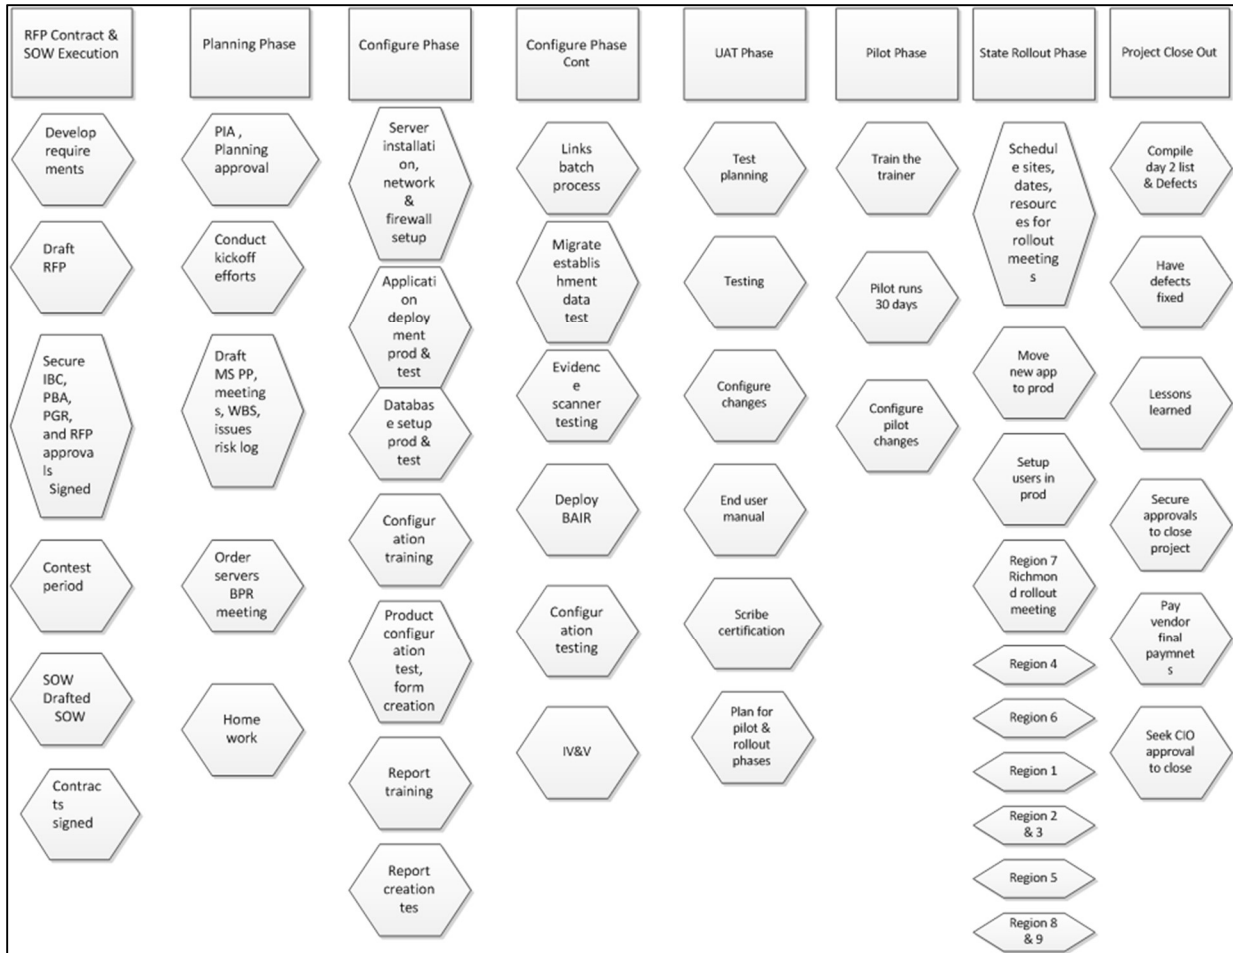 RFP Contract &
SOW Execution
Develop
require
ments
Draft
RFP
Secure
IBC,
PBA,
PGR,
and RFP
approva
ls
Signed
Contest
period
SOW
Drafted
SOW
Contrac
ts
signed
Planning Phase
PIA ,
Planning
approval
Conduct
kickoff
efforts
Draft
MS PP,
meeting
s, WBS,
issues
risk log
Order
servers
BPR
meeting
Home
work
Configure Phase
Server
installati
on,
network
&
firewall
setup
Applicati
on
deploy
ment
prod &
test
Databas
e setup
prod &
test
Configur
ation
training
Product
configur
ation
test,
form
creation
Report
training
Report
creation
tes
Configure Phase
Cont
Links
batch
process
Migrate
establis
hment
data
test
Evidenc
e
scanner
testing
Deploy
BAIR
Configur
ation
testing
IV&V
UAT Phase
Test
planning
Testing
Configure
changes
End user
manual
Scribe
certification
Plan for
pilot &
rollout
phases
Pilot Phase
Train the
trainer
Pilot runs
30 days
Configure
pilot
changes
State Rollout Phase
Schedul
e sites,
dates,
resourc
es for
rollout
meeting
s
Move
new app
to prod
Setup
users in
prod
Region 7
Richmon
d rollout
meeting
Region 4
Region 6
Region 1
Region 2
& 3
Region 5
Region 8
& 9
Project Close Out
Compile
day 2 list
& Defects
Have
defects
fixed
Lessons
learned
Secure
approvals
to close
project
Pay
vendor
final
paymnet
s
Seek CIO
approval
to close